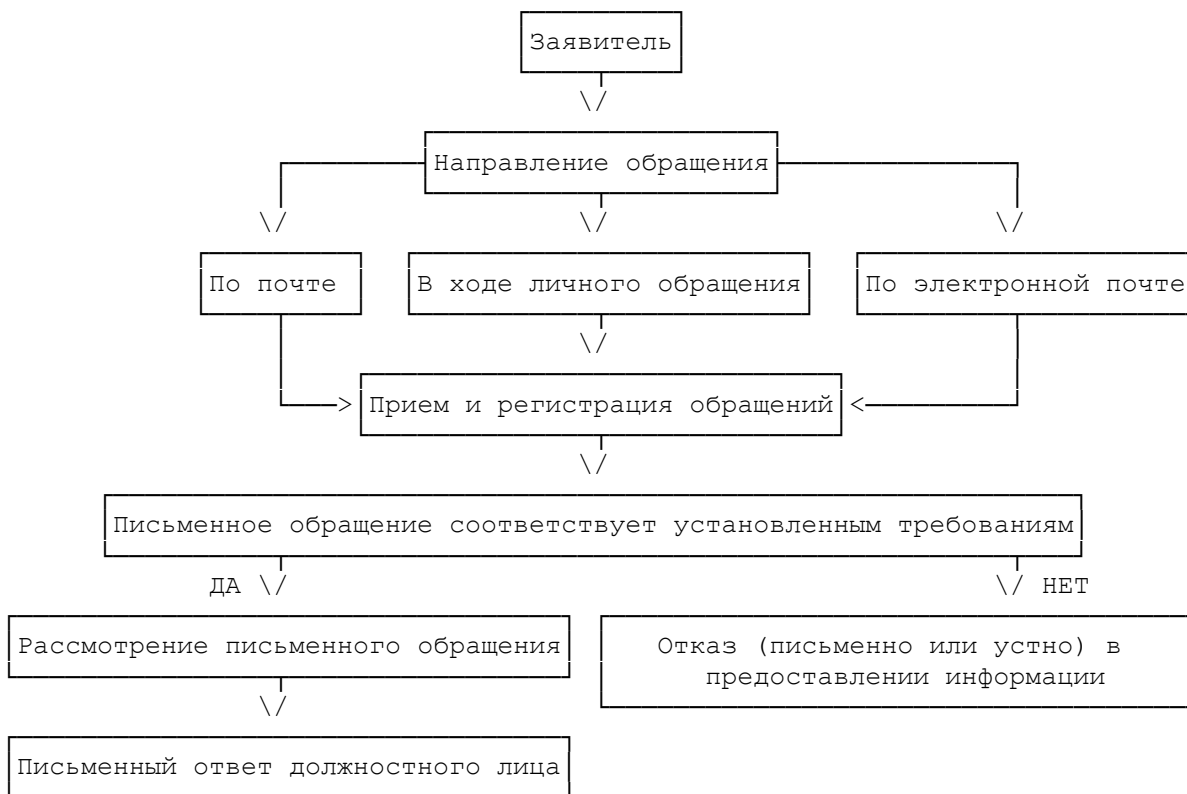 Заявитель
\/
Направление обращения
\/ \/ \/
По почте В ходе личного обращения По электронной почте
\/
> Прием и регистрация обращений <
\/
Письменное обращение соответствует установленным требованиям
ДА \/ \/ НЕТ
Рассмотрение письменного обращения Отказ (письменно или устно) в
предоставлении информации
\/
Письменный ответ должностного лица